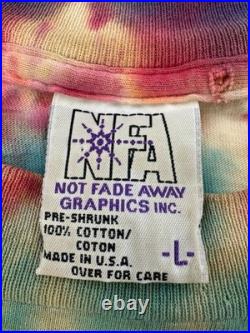 NFA
NOT FADE AWAY
GRAPHICS INC.
PRE-SHRUNK
100% COTTON/
COTON
-L-
MADE IN U.S.A.
OVER FOR CARE